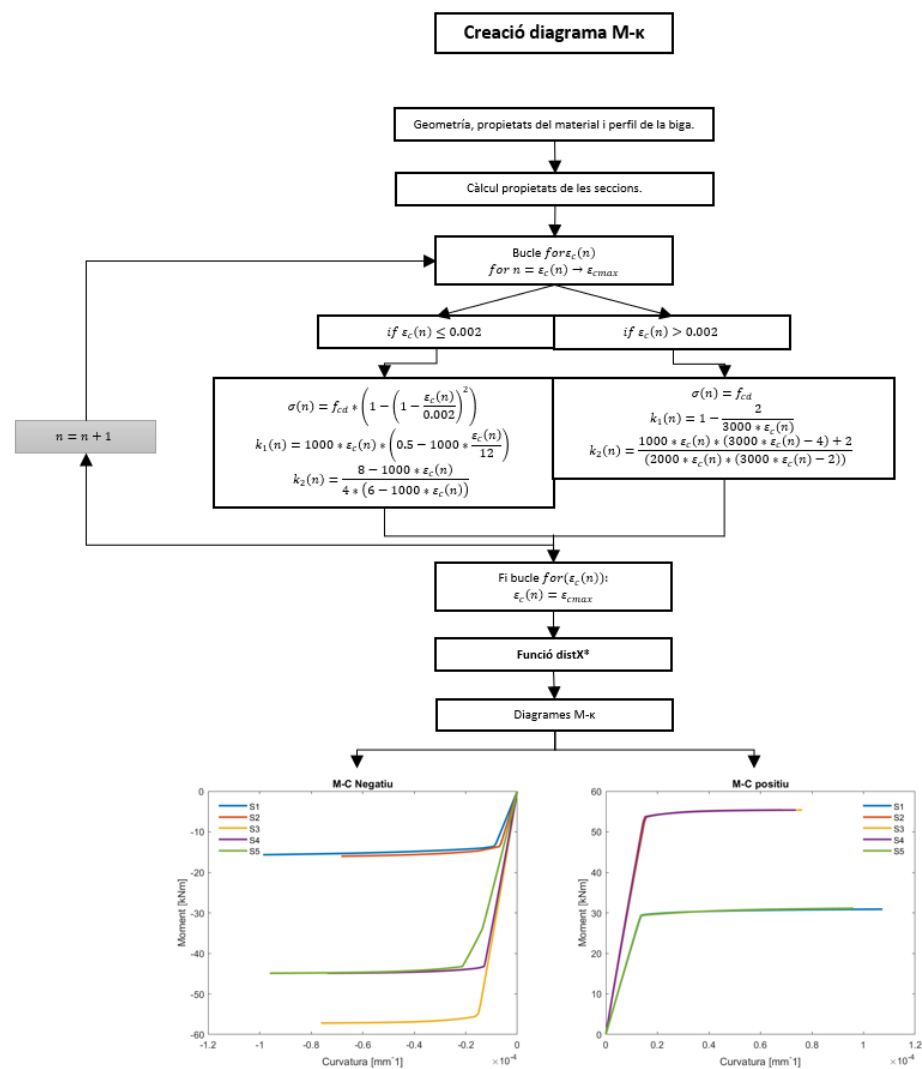 Creació diagrama M-κ
Geometría, propietats del material i perfil de la biga.
Càlcul propietats de les seccions.
Bucle forε_c(n)
for n = ε_c(n) → ε_cmax
if ε_c(n) ≤ 0.002
if ε_c(n) > 0.002
σ(n) = f_cd ∗ (1 − (1 − ε_c(n)/0.002)^2)
k_1(n) = 1000 ∗ ε_c(n) ∗ (0.5 − 1000 ∗ ε_c(n)/12)
k_2(n) = (8 − 1000 ∗ ε_c(n))/(4 ∗ (6 − 1000 ∗ ε_c(n)))
σ(n) = f_cd
k_1(n) = 1 − 2/(3000 ∗ ε_c(n))
k_2(n) = (1000 ∗ ε_c(n) ∗ (3000 ∗ ε_c(n) − 4) + 2)/(2000 ∗ ε_c(n) ∗ (3000 ∗ ε_c(n) − 2))
n = n + 1
Fi bucle for(ε_c(n)):
ε_c(n) = ε_cmax
Funció distX*
Diagrames M-κ
M-C Negatiu
0
-10
-20
-30
-40
-50
-60
Moment [kNm]
S1
S2
S3
S4
S5
-1.2 -1 -0.8 -0.6 -0.4 -0.2 0
Curvatura [mm^-1]
×10^-4
M-C positiu
60
50
40
30
20
10
0
Moment [kNm]
S1
S2
S3
S4
S5
0 0.2 0.4 0.6 0.8 1 1.2
Curvatura [mm^-1]
×10^-4